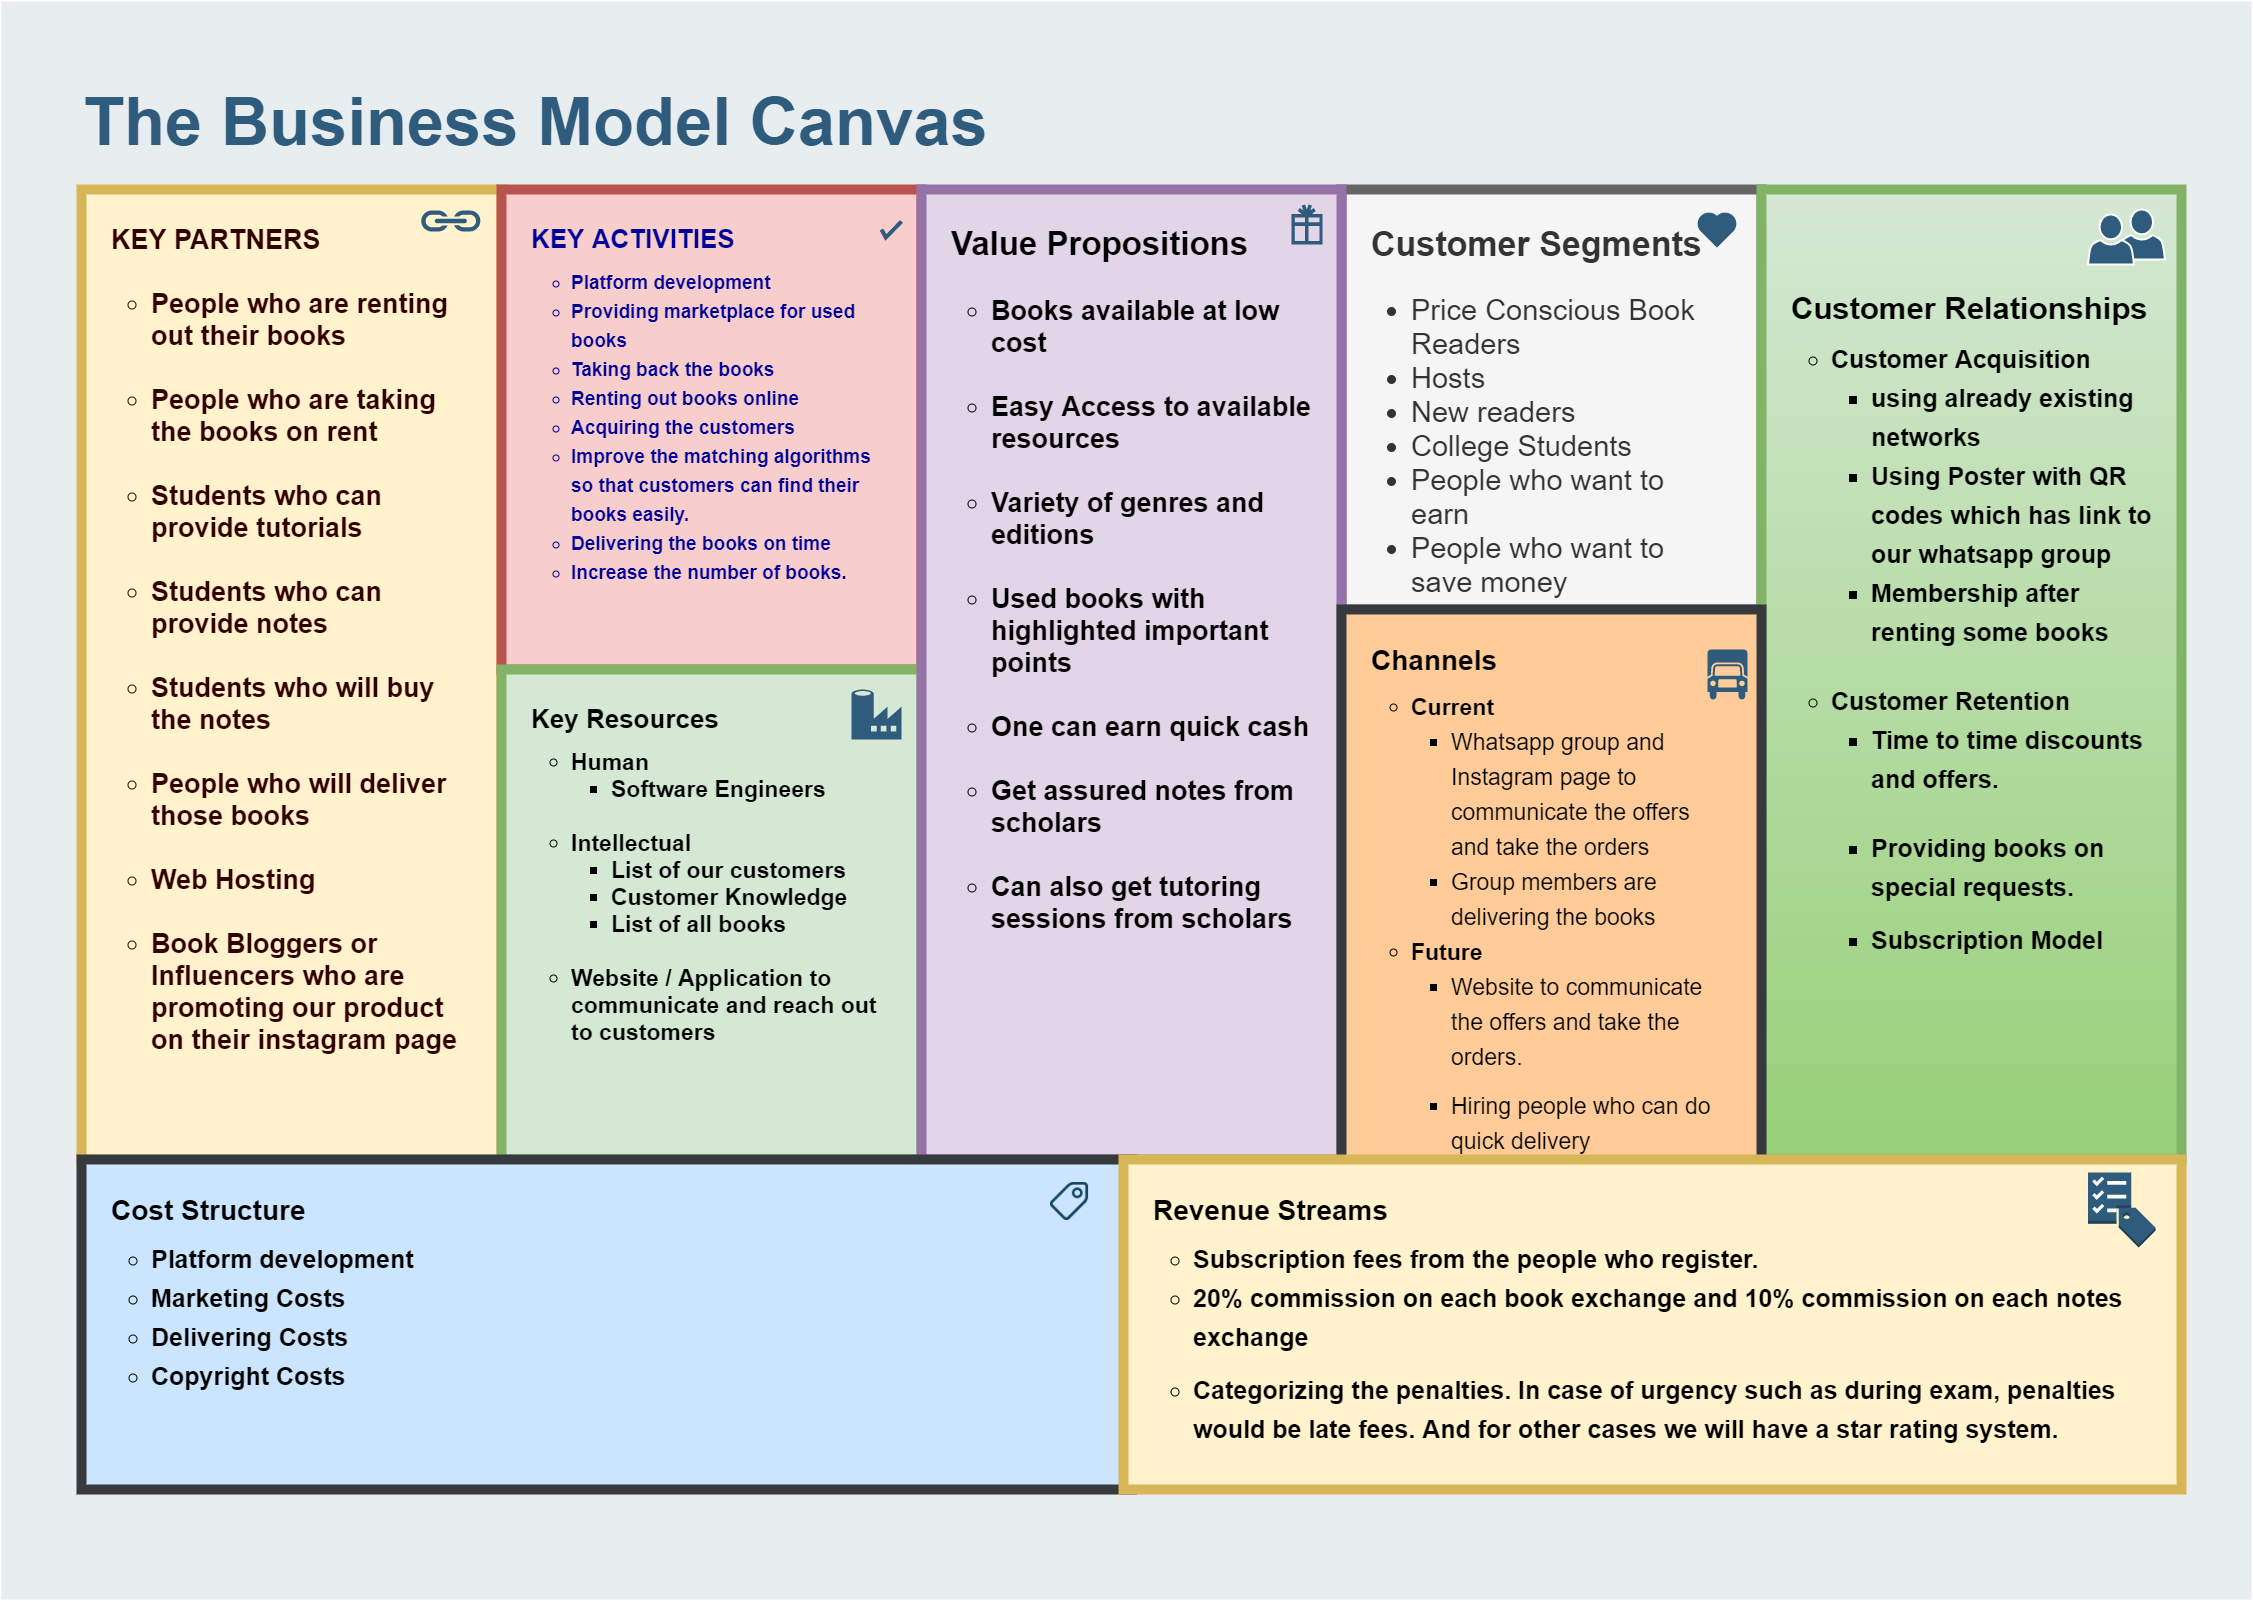 The Business Model Canvas
KEY PARTNERS
People who are renting
out their books
People who are taking
the books on rent
Students who can
provide tutorials
Students who can
provide notes
Students who will buy
the notes
People who will deliver
those books
Web Hosting
Book Bloggers or
Influencers who are
promoting our product
on their instagram page
KEY ACTIVITIES
Platform development
Providing marketplace for used
books
Taking back the books
Renting out books online
Acquiring the customers
Improve the matching algorithms
so that customers can find their
books easily.
Delivering the books on time
Increase the number of books.
Key Resources
Human
Software Engineers
Intellectual
List of our customers
Customer Knowledge
List of all books
Website / Application to
communicate and reach out
to customers
Value Propositions
Books available at low
cost
Easy Access to available
resources
Variety of genres and
editions
Used books with
highlighted important
points
One can earn quick cash
Get assured notes from
scholars
Can also get tutoring
sessions from scholars
Customer Segments
Price Conscious Book
Readers
Hosts
New readers
College Students
People who want to
earn
People who want to
save money
Channels
Current
Whatsapp group and
Instagram page to
communicate the offers
and take the orders
Group members are
delivering the books
Future
Website to communicate
the offers and take the
orders.
Hiring people who can do
quick delivery
Customer Relationships
Customer Acquisition
using already existing
networks
Using Poster with QR
codes which has link to
our whatsapp group
Membership after
renting some books
Customer Retention
Time to time discounts
and offers.
Providing books on
special requests.
Subscription Model
Cost Structure
Platform development
Marketing Costs
Delivering Costs
Copyright Costs
Revenue Streams
Subscription fees from the people who register.
20% commission on each book exchange and 10% commission on each notes
exchange
Categorizing the penalties. In case of urgency such as during exam, penalties
would be late fees. And for other cases we will have a star rating system.